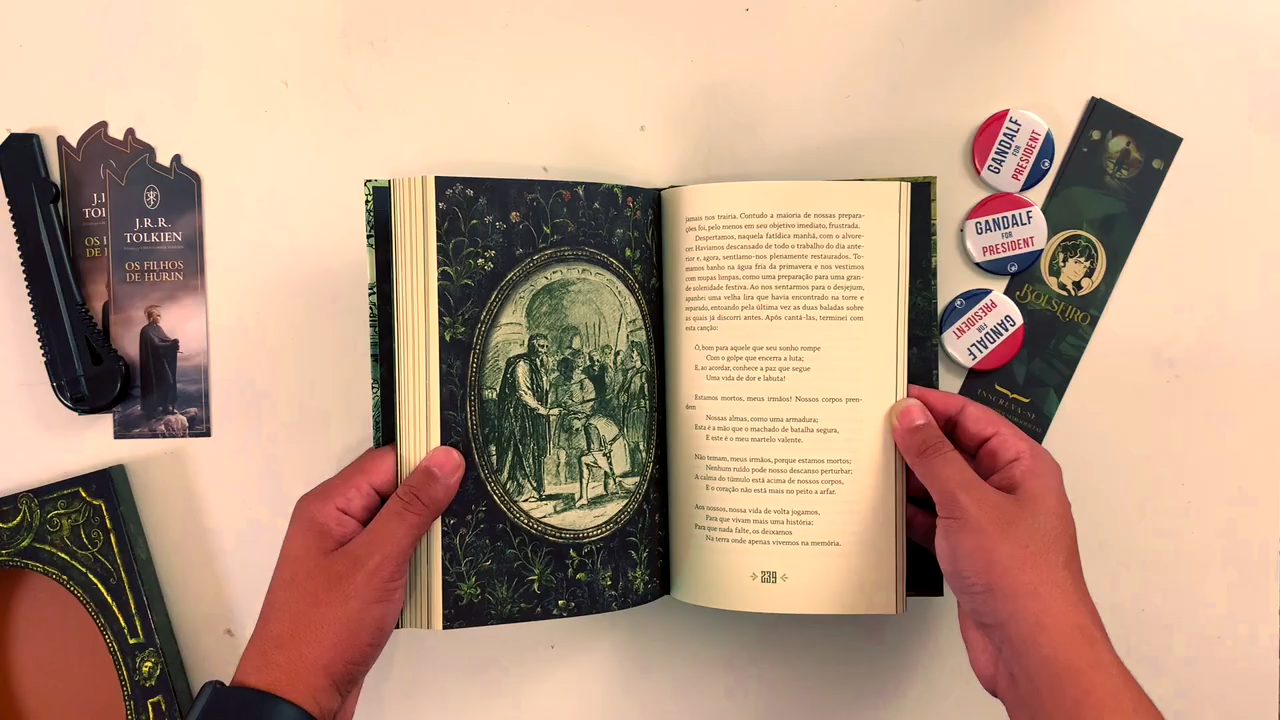 J.R.R.
TOLKIEN
OS FILHOS
DE HÚRIN
jamais nos trairia. Contudo a maioria de nossas prepara-
ções foi, pelo menos em seu objetivo imediato, frustrada.
Despertamos, naquela fatídica manhã, com o alvore-
cer. Havíamos descansado de todo o trabalho do dia ante-
rior e, agora, sentíamo-nos plenamente restaurados. To-
mamos banho na água fria da primavera e nos vestimos
com roupas limpas, como uma preparação para uma gran-
de solenidade festiva. Ao nos sentarmos para o desjejum,
apanhei uma velha lira que havia encontrado na torre e
reparado, entoando pela última vez as duas baladas sobre
as quais já discorri antes. Após cantá-las, terminei com
esta canção:
Ó, bom para aquele que seu sonho rompe
Com o golpe que encerra a luta;
E, ao acordar, conhece a paz que segue
Uma vida de dor e labuta!
Estamos mortos, meus irmãos! Nossos corpos pren-
dem
Nossas almas, como uma armadura;
Esta é a mão que o machado de batalha segura,
E este é o meu martelo valente.
Não temam, meus irmãos, porque estamos mortos;
Nenhum ruído pode nosso descanso perturbar;
A calma do túmulo está acima de nossos corpos,
E o coração não está mais no peito a arfar.
Aos nossos, nossa vida de volta jogamos,
Para que vivam mais uma história;
Para que nada falte, os deixamos
Na terra onde apenas vivemos na memória.
239
GANDALF
FOR
PRESIDENT
GANDALF
FOR
PRESIDENT
GANDALF
FOR
PRESIDENT
BOLSEIRO
INSCREVA-SE